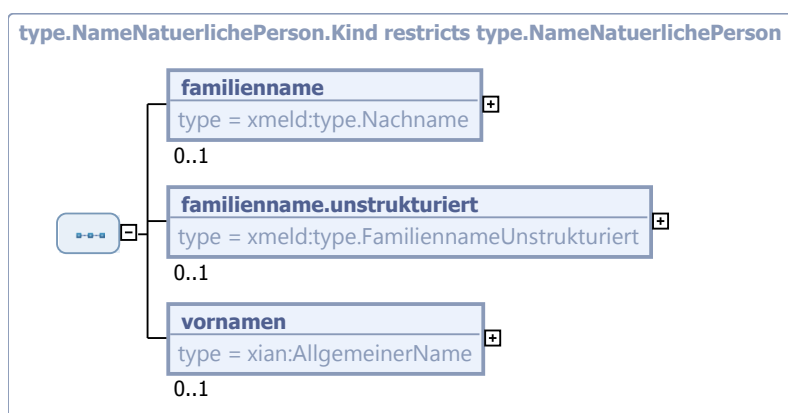 type.NameNatuerlichePerson.Kind restricts type.NameNatuerlichePerson
familienname
type = xmeld:type.Nachname
0..1
familienname.unstrukturiert
type = xmeld:type.FamiliennameUnstrukturiert
0..1
vornamen
type = xian:AllgemeinerName
0..1